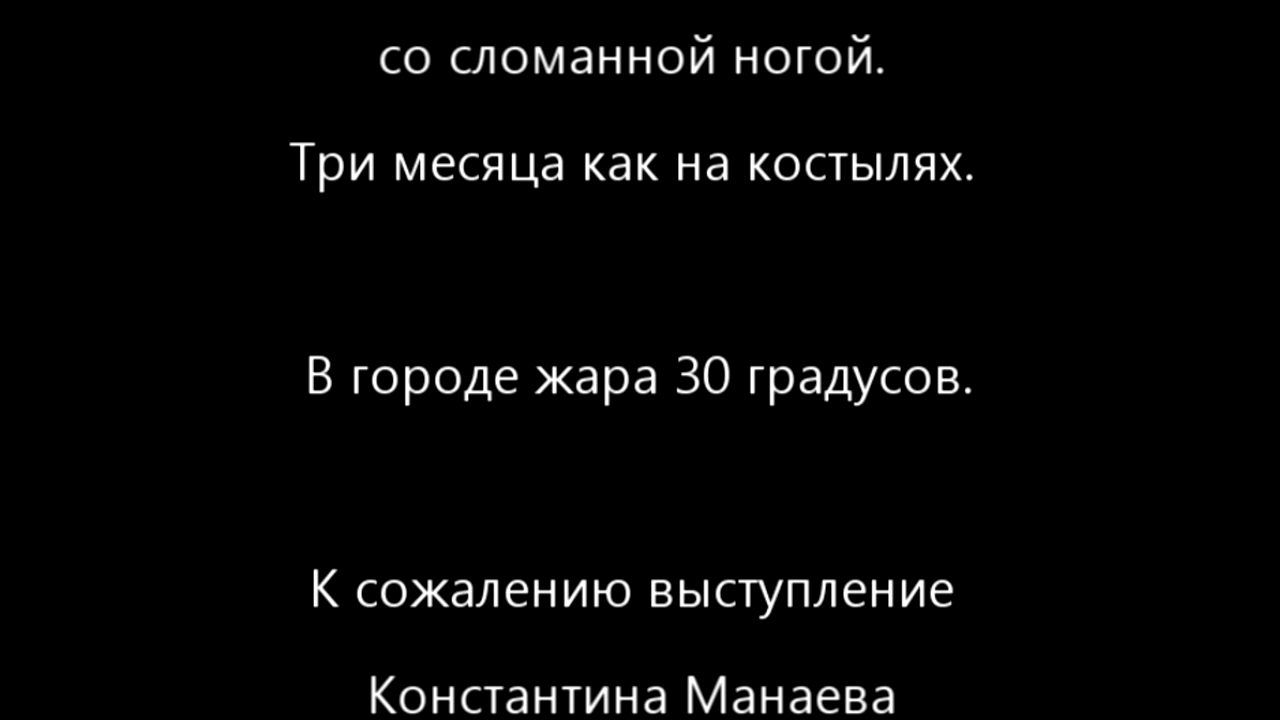 со сломанной ногой.
Три месяца как на костылях.
В городе жара 30 градусов.
К сожалению выступление
Константина Манаева